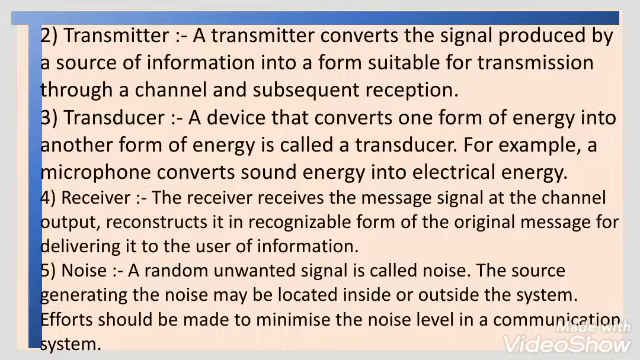 2) Transmitter :- A transmitter converts the signal produced by
a source of information into a form suitable for transmission
through a channel and subsequent reception.
3) Transducer :- A device that converts one form of energy into
another form of energy is called a transducer. For example, a
microphone converts sound energy into electrical energy.
4) Receiver :- The receiver receives the message signal at the channel
output, reconstructs it in recognizable form of the original message for
delivering it to the user of information.
5) Noise :- A random unwanted signal is called noise. The source
generating the noise may be located inside or outside the system.
Efforts should be made to minimise the noise level in a communication
system.
Made with
VideoShow